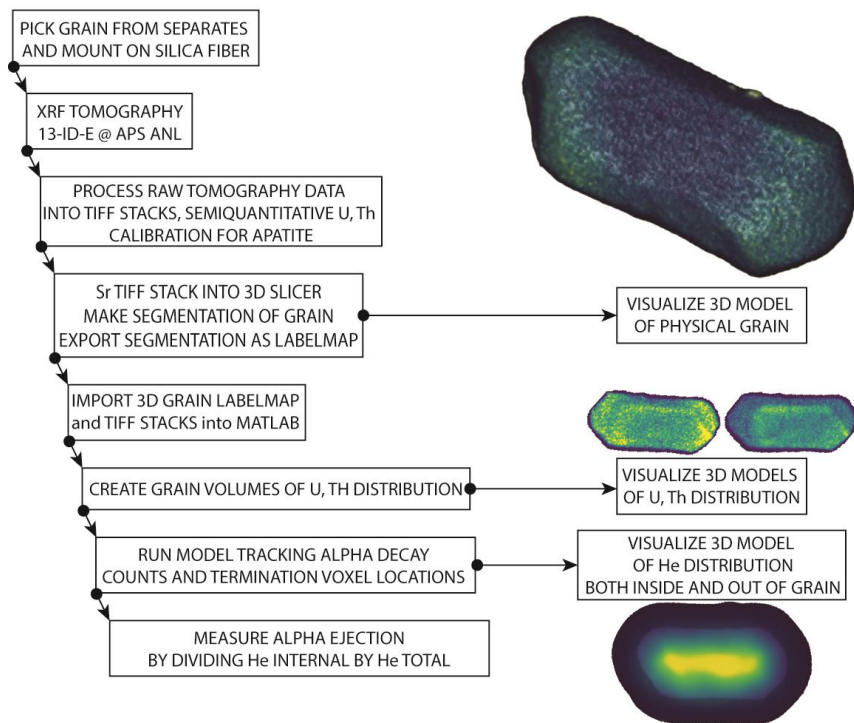 PICK GRAIN FROM SEPARATES
AND MOUNT ON SILICA FIBER
XRF TOMOGRAPHY
13-ID-E @ APS ANL
PROCESS RAW TOMOGRAPHY DATA
INTO TIFF STACKS, SEMIQUANTITATIVE U, Th
CALIBRATION FOR APATITE
Sr TIFF STACK INTO 3D SLICER
MAKE SEGMENTATION OF GRAIN
EXPORT SEGMENTATION AS LABELMAP
VISUALIZE 3D MODEL
OF PHYSICAL GRAIN
IMPORT 3D GRAIN LABELMAP
and TIFF STACKS into MATLAB
CREATE GRAIN VOLUMES OF U, TH DISTRIBUTION
VISUALIZE 3D MODELS
OF U, Th DISTRIBUTION
RUN MODEL TRACKING ALPHA DECAY
COUNTS AND TERMINATION VOXEL LOCATIONS
VISUALIZE 3D MODEL
OF He DISTRIBUTION
BOTH INSIDE AND OUT OF GRAIN
MEASURE ALPHA EJECTION
BY DIVIDING He INTERNAL BY He TOTAL